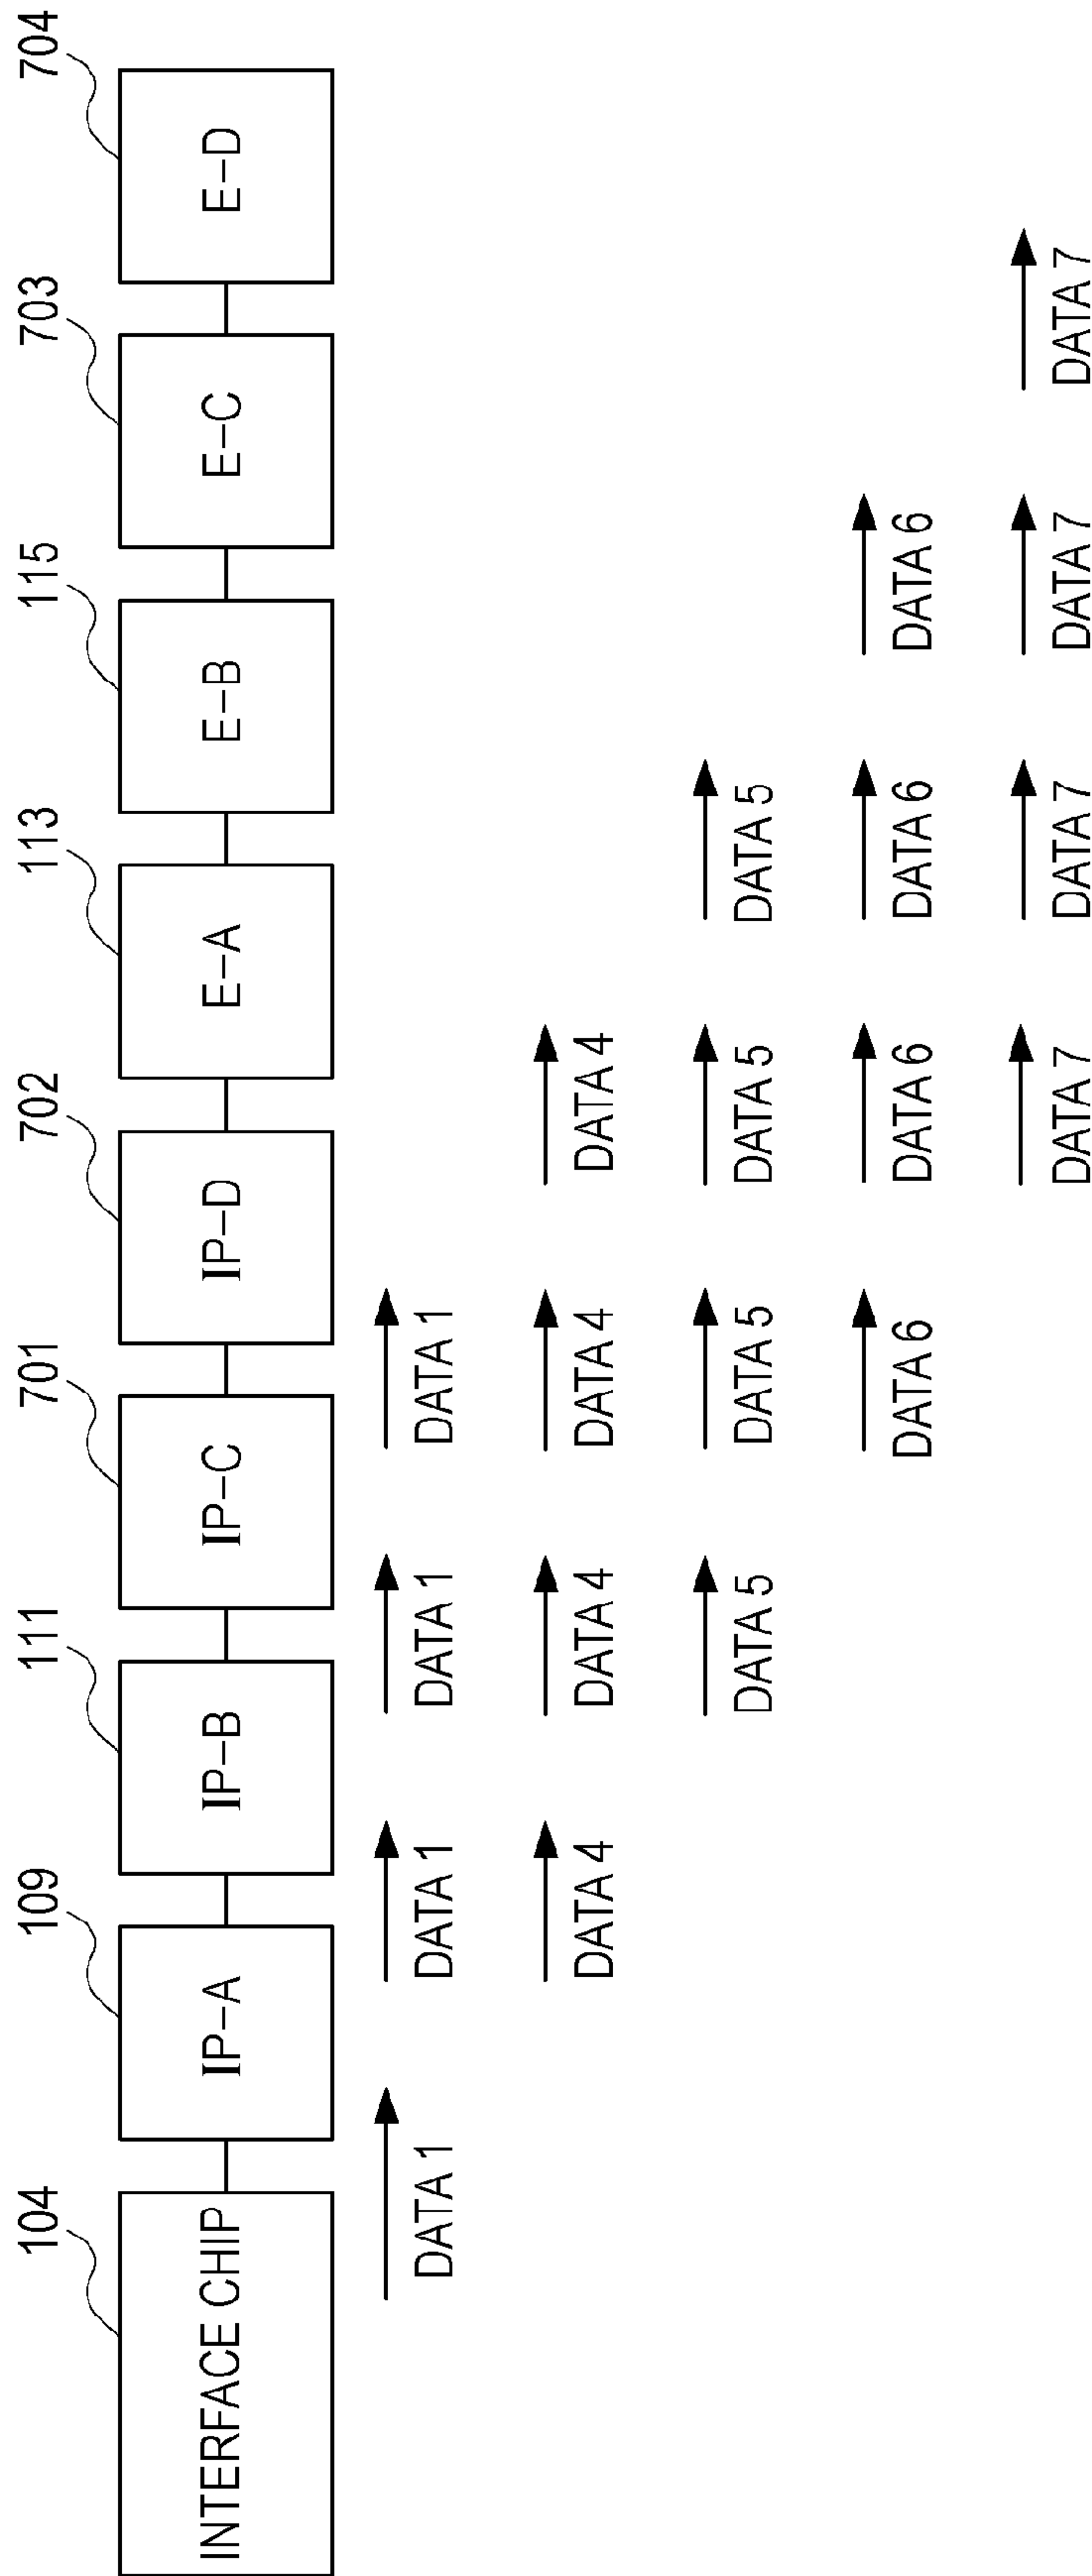 104 109 111 701 702 113 115 703 704
INTERFACE CHIP IP–A IP–B IP–C IP–D E–A E–B E–C E–D
DATA 1 DATA 1 DATA 1 DATA 1
DATA 4 DATA 4 DATA 4
DATA 5 DATA 5 DATA 5 DATA 5
DATA 6 DATA 6 DATA 6 DATA 6
DATA 7 DATA 7 DATA 7 DATA 7